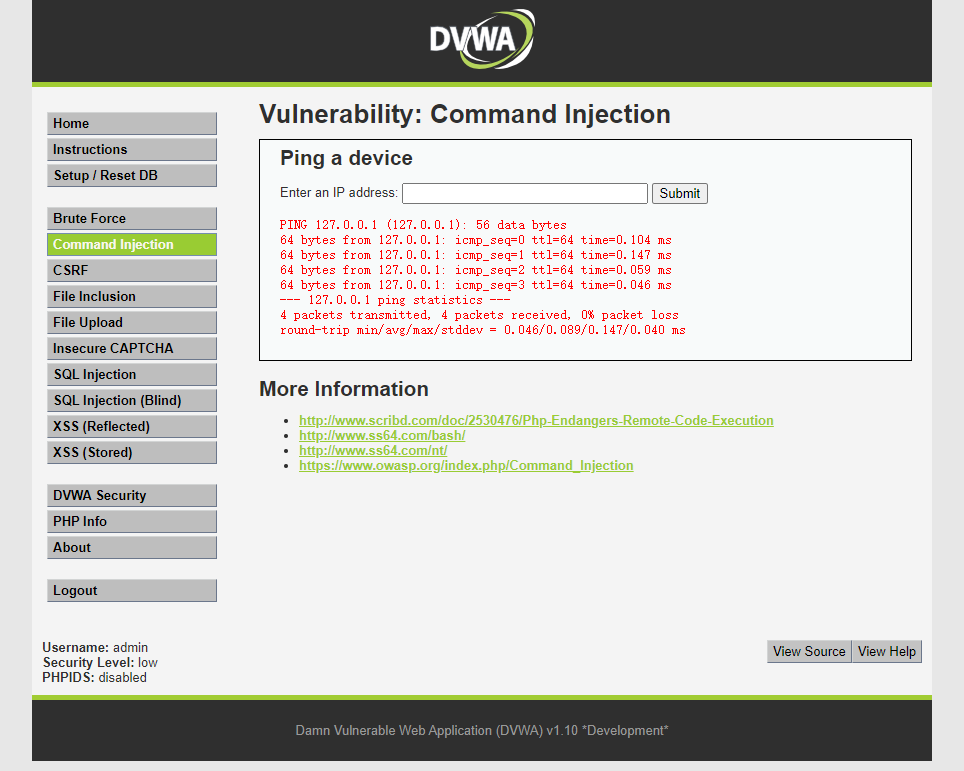 DVWA
Home
Instructions
Setup / Reset DB
Brute Force
Command Injection
CSRF
File Inclusion
File Upload
Insecure CAPTCHA
SQL Injection
SQL Injection (Blind)
XSS (Reflected)
XSS (Stored)
DVWA Security
PHP Info
About
Logout
Vulnerability: Command Injection
Ping a device
Enter an IP address:
Submit
PING 127.0.0.1 (127.0.0.1): 56 data bytes
64 bytes from 127.0.0.1: icmp_seq=0 ttl=64 time=0.104 ms
64 bytes from 127.0.0.1: icmp_seq=1 ttl=64 time=0.147 ms
64 bytes from 127.0.0.1: icmp_seq=2 ttl=64 time=0.059 ms
64 bytes from 127.0.0.1: icmp_seq=3 ttl=64 time=0.046 ms
--- 127.0.0.1 ping statistics ---
4 packets transmitted, 4 packets received, 0% packet loss
round-trip min/avg/max/stddev = 0.046/0.089/0.147/0.040 ms
More Information
http://www.scribd.com/doc/2530476/Php-Endangers-Remote-Code-Execution
http://www.ss64.com/bash/
http://www.ss64.com/nt/
https://www.owasp.org/index.php/Command_Injection
Username: admin
Security Level: low
PHPIDS: disabled
View Source
View Help
Damn Vulnerable Web Application (DVWA) v1.10 *Development*